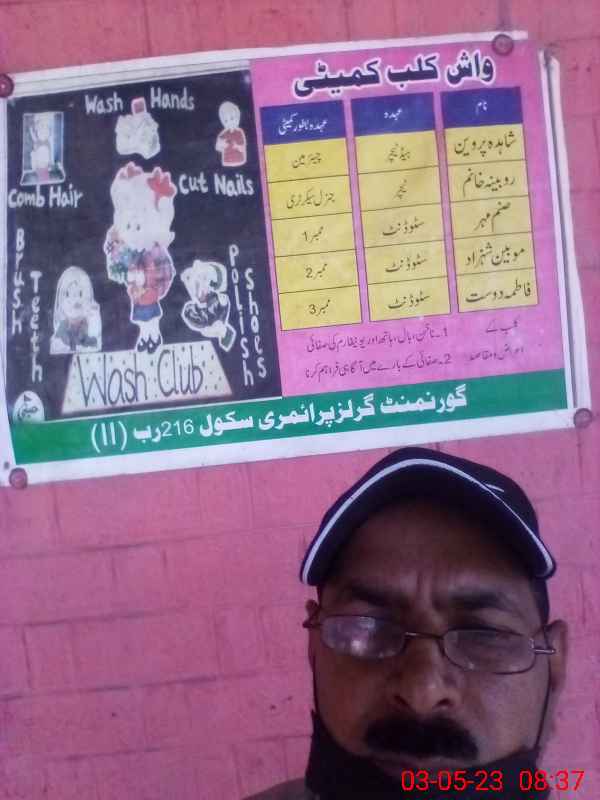 واش کلب کمیٹی
Wash Hands
Comb Hair
Cut Nails
Brush Teeth
Polish Shoes
Wash Club
نام عہدہ عہدہ بطور کمیٹی
شاہدہ پروین ہیڈ ٹیچر چیئرمین
روبینہ خانم ٹیچر جنرل سیکرٹری
صنم مہر سٹوڈنٹ ممبر 1
موبین شہزاد سٹوڈنٹ ممبر 2
فاطمہ دوست سٹوڈنٹ ممبر 3
کلب کے اغراض و مقاصد
1۔ ناخن، بال، ہاتھ اور یونیفارم کی صفائی
2۔ صفائی کے بارے میں آگاہی فراہم کرنا
گورنمنٹ گرلز پرائمری سکول 216 رب (II)
03-05-23 08:37